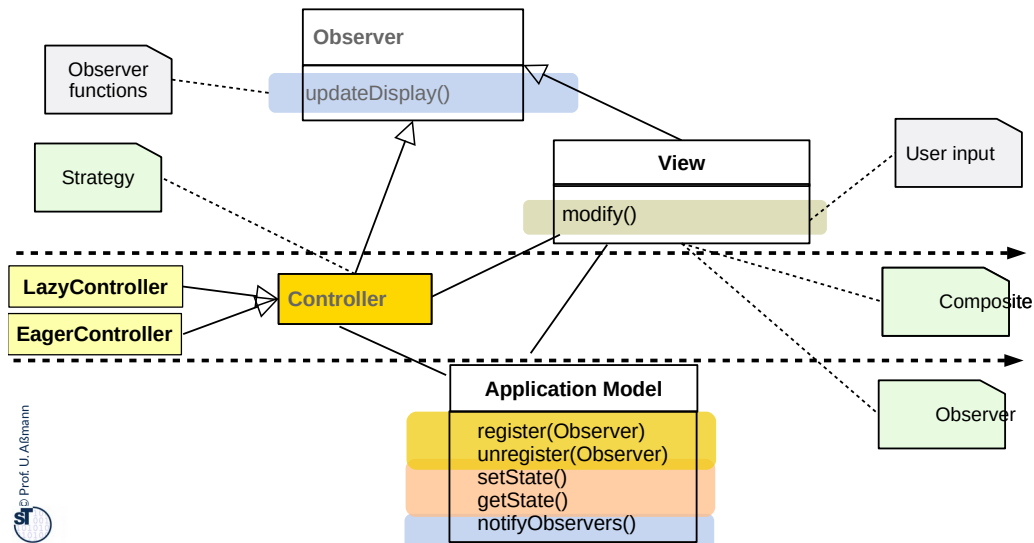 Observer
Observer
functions
updateDisplay()
Strategy
View
User input
modify()
LazyController
Controller
EagerController
Composite
Application Model
Observer
register(Observer)
unregister(Observer)
setState()
getState()
notifyObservers()
© Prof. U. Aßmann
ST